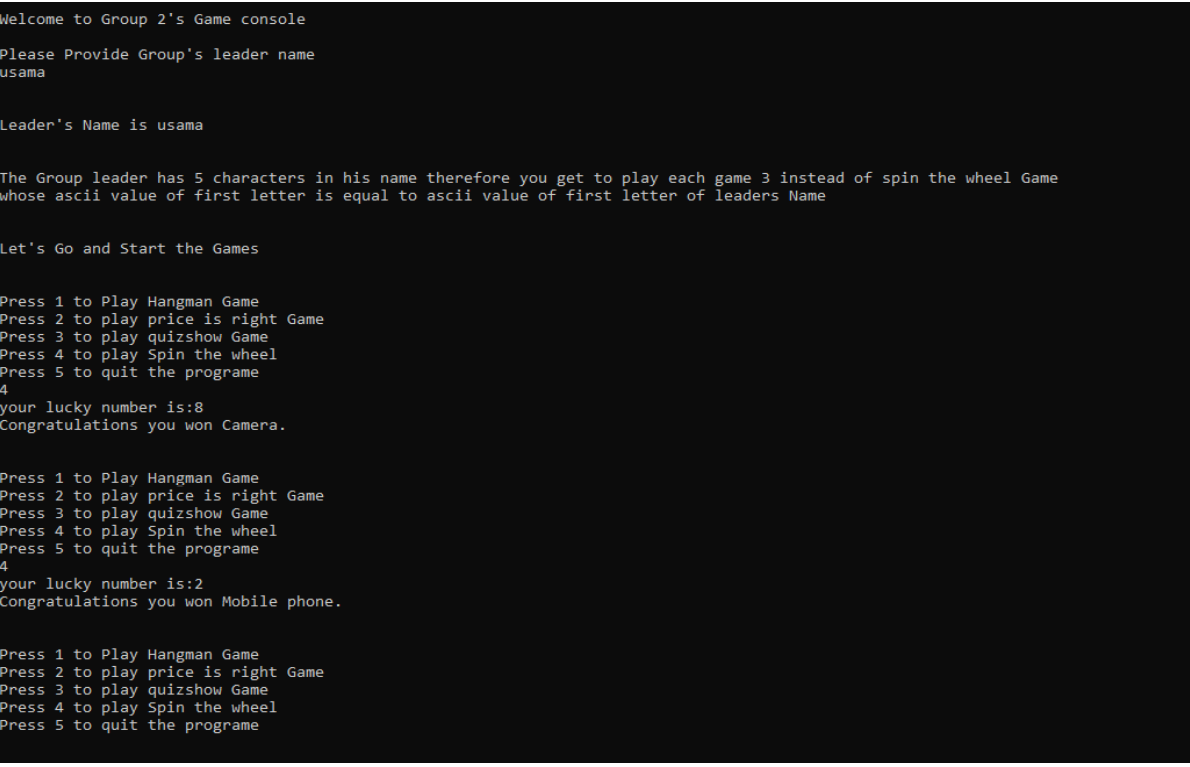 Welcome to Group 2's Game console
Please Provide Group's leader name
usama
Leader's Name is usama
The Group leader has 5 characters in his name therefore you get to play each game 3 instead of spin the wheel Game
whose ascii value of first letter is equal to ascii value of first letter of leaders Name
Let's Go and Start the Games
Press 1 to Play Hangman Game
Press 2 to play price is right Game
Press 3 to play quizshow Game
Press 4 to play Spin the wheel
Press 5 to quit the programe
4
your lucky number is:8
Congratulations you won Camera.
Press 1 to Play Hangman Game
Press 2 to play price is right Game
Press 3 to play quizshow Game
Press 4 to play Spin the wheel
Press 5 to quit the programe
4
your lucky number is:2
Congratulations you won Mobile phone.
Press 1 to Play Hangman Game
Press 2 to play price is right Game
Press 3 to play quizshow Game
Press 4 to play Spin the wheel
Press 5 to quit the programe